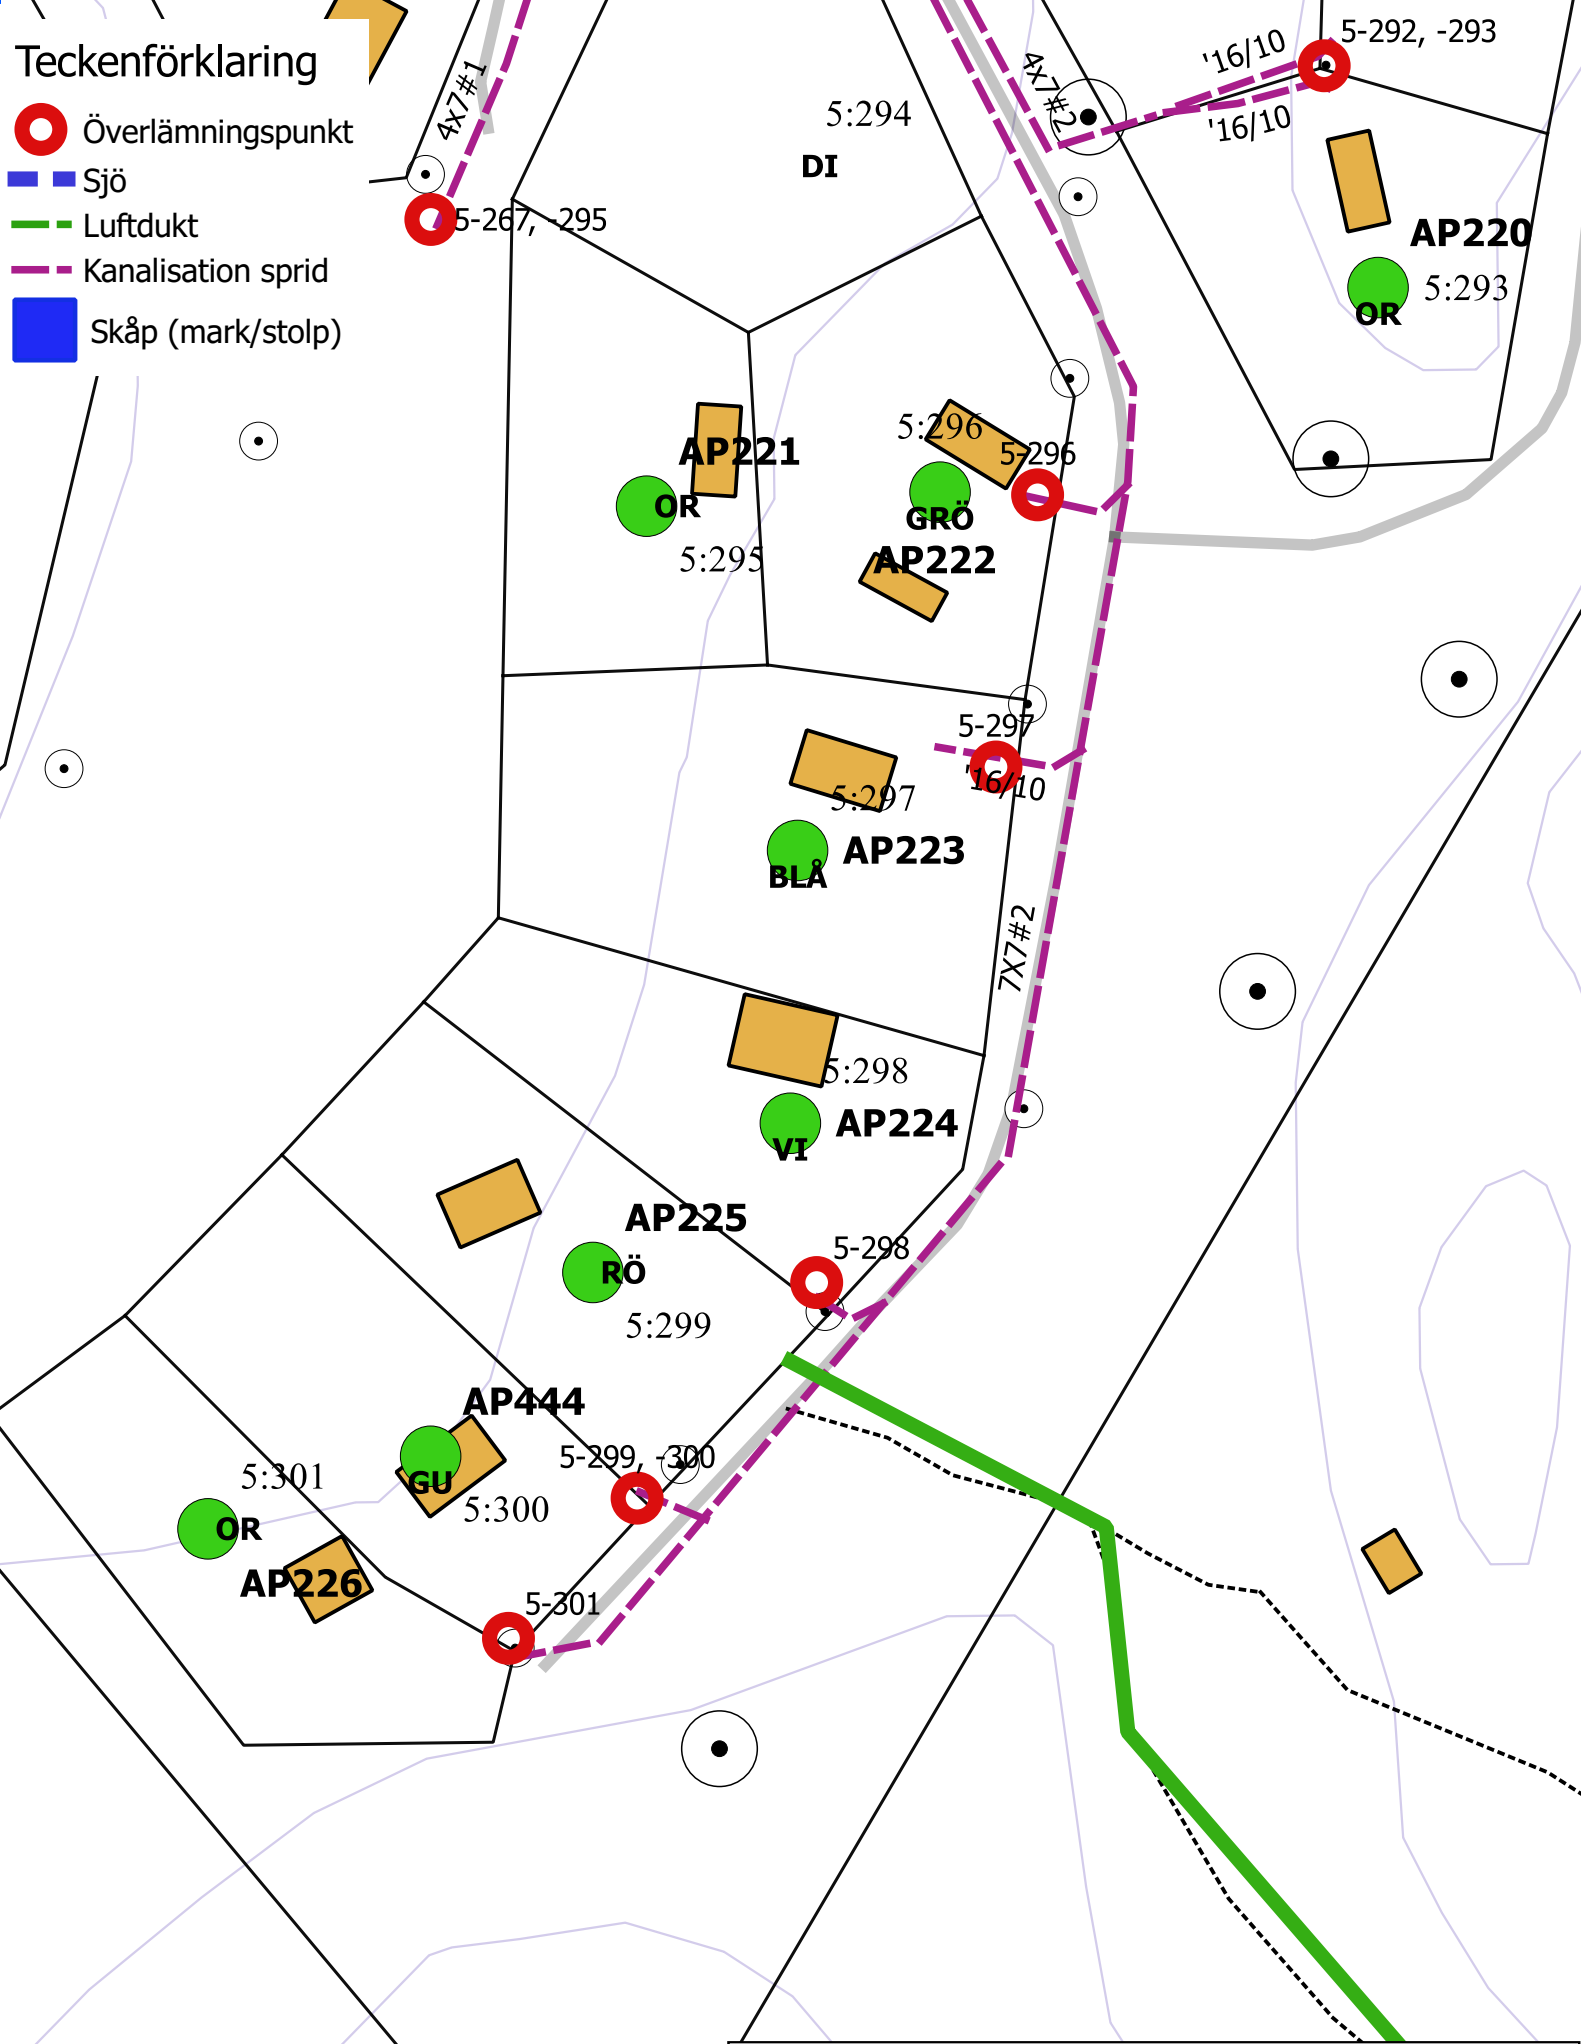 Teckenförklaring
Överlämningspunkt
Sjö
Luftdukt
Kanalisation sprid
Skåp (mark/stolp)
4x7#1
5-267, -295
5:294
DI
4x7#2
'16/10
'16/10
5-292, -293
AP220
5:293
OR
AP221
OR
5:295
5:296
5-296
GRÖ
AP222
5-297
'16/10
5:297
AP223
BLÅ
7X7#2
5:298
AP224
VI
AP225
RÖ
5:299
5-298
AP444
GU
5:300
5-299, -300
5:301
OR
AP226
5-301